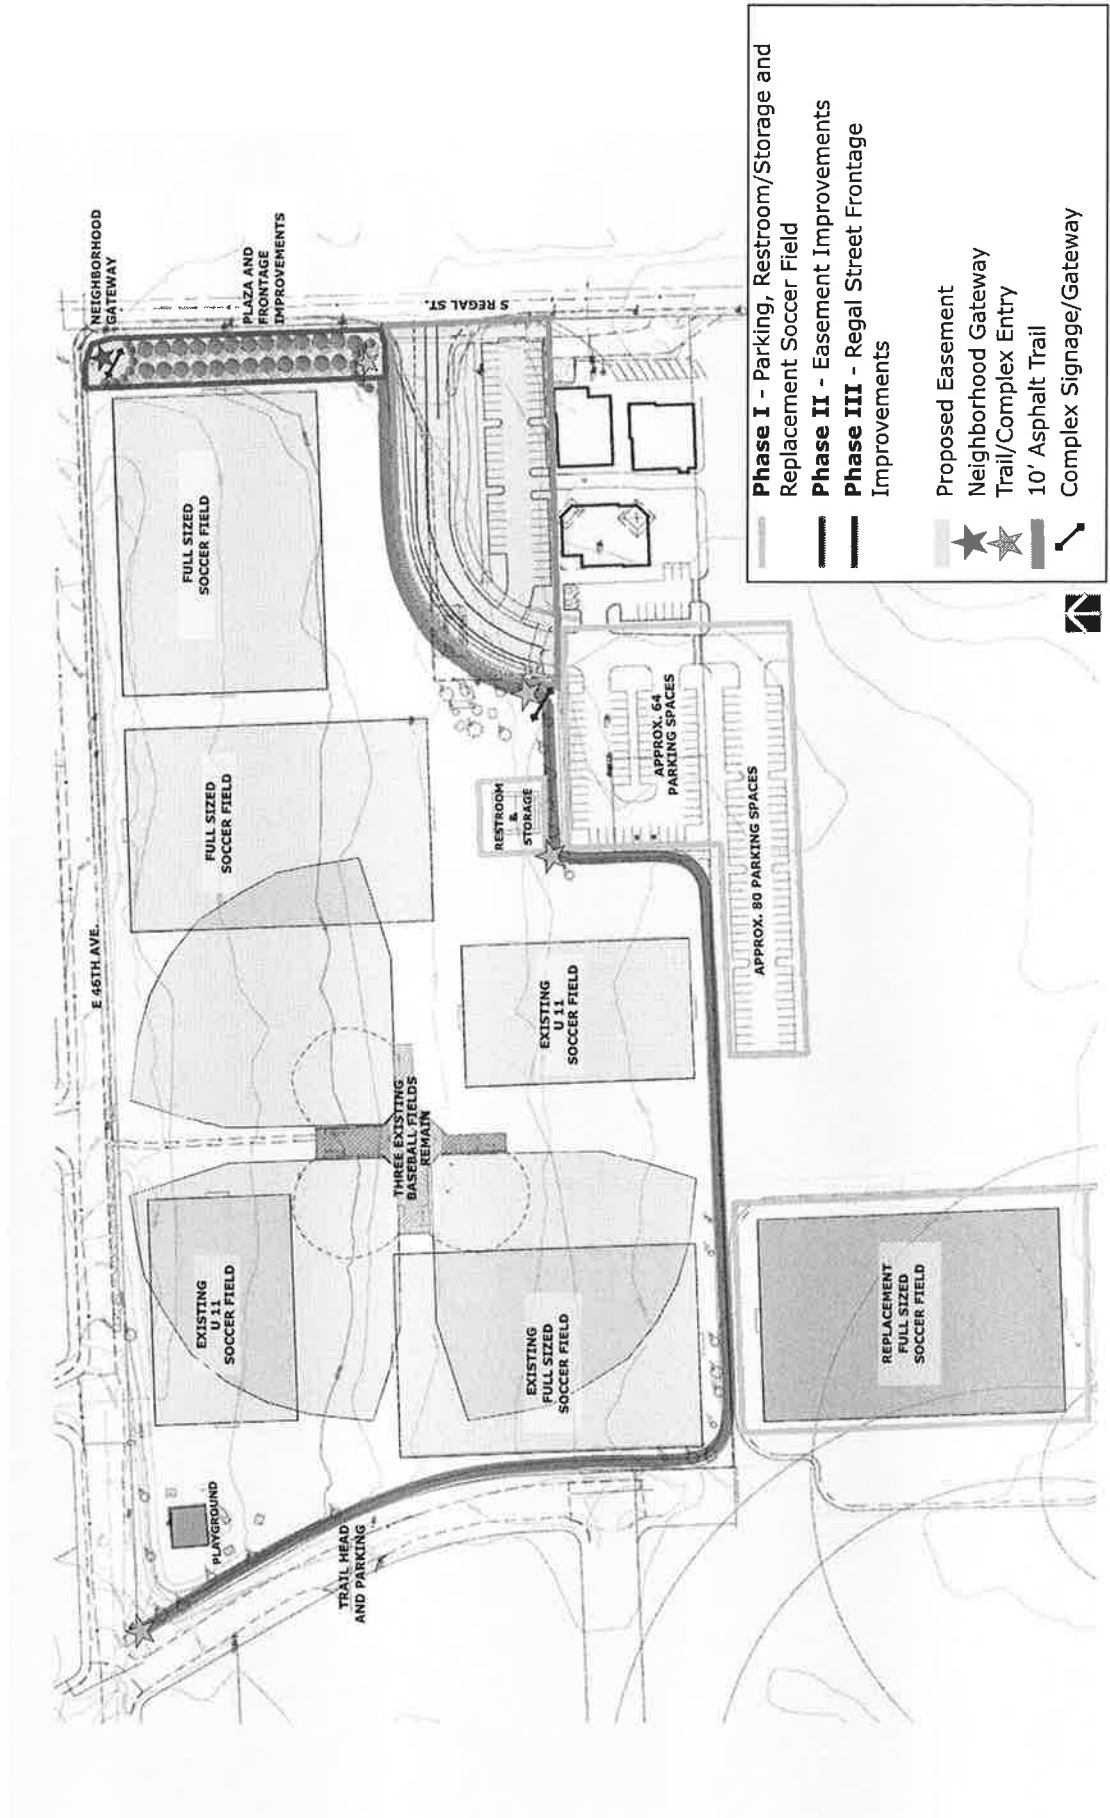 NEIGHBORHOOD
GATEWAY
PLAZA AND
FRONTAGE
IMPROVEMENTS
S REGAL ST.
E 46TH AVE.
FULL SIZED
SOCCER FIELD
FULL SIZED
SOCCER FIELD
THREE EXISTING
BASEBALL FIELDS
REMAIN
EXISTING
U 11
SOCCER FIELD
EXISTING
U 11
SOCCER FIELD
EXISTING
FULL SIZED
SOCCER FIELD
PLAYGROUND
TRAIL HEAD
AND PARKING
RESTROOM
&
STORAGE
APPROX. 64
PARKING SPACES
APPROX. 80 PARKING SPACES
REPLACEMENT
FULL SIZED
SOCCER FIELD
Phase I - Parking, Restroom/Storage and
Replacement Soccer Field
Phase II - Easement Improvements
Phase III - Regal Street Frontage
Improvements
Proposed Easement
Neighborhood Gateway
Trail/Complex Entry
10' Asphalt Trail
Complex Signage/Gateway